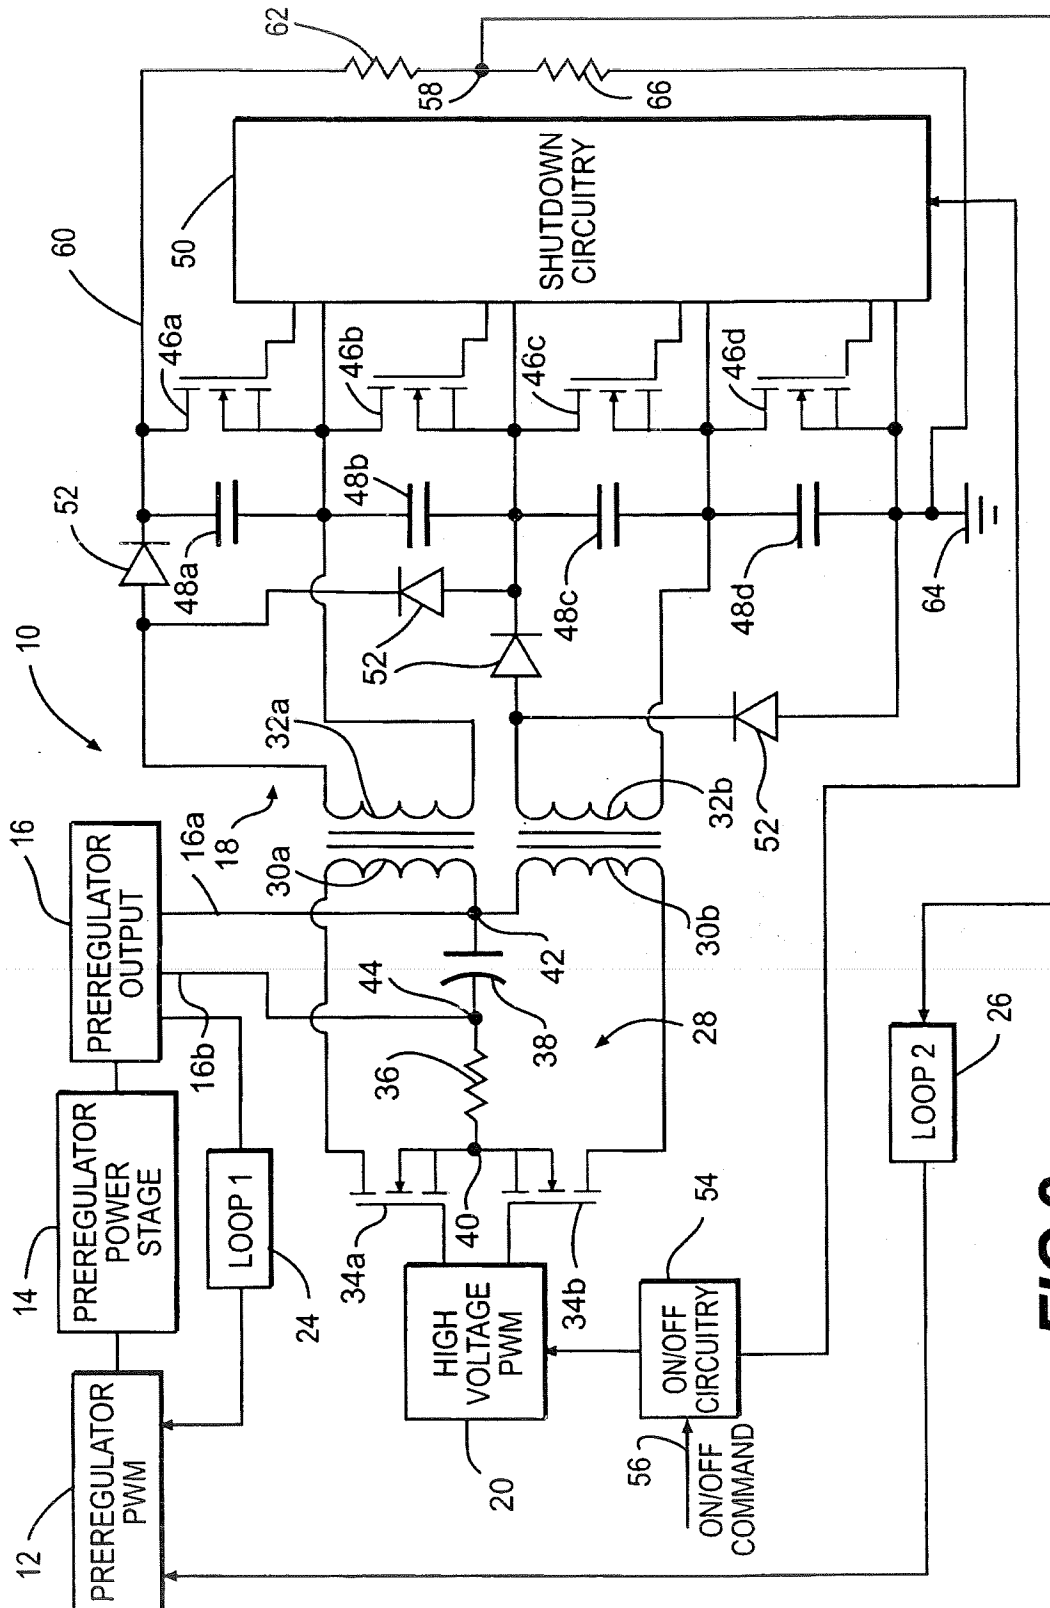 12
PREREGULATOR
PWM
14
PREREGULATOR
POWER
STAGE
16
PREREGULATOR
OUTPUT
LOOP 1
24
16b
16a
18
10
20
HIGH
VOLTAGE
PWM
34a
34b
40
36
44
38
42
28
30a
30b
32a
32b
52
52
52
52
48a
48b
48c
48d
46a
46b
46c
46d
60
50
SHUTDOWN
CIRCUITRY
62
58
66
64
56
ON/OFF
COMMAND
ON/OFF
CIRCUITRY
54
LOOP 2
26